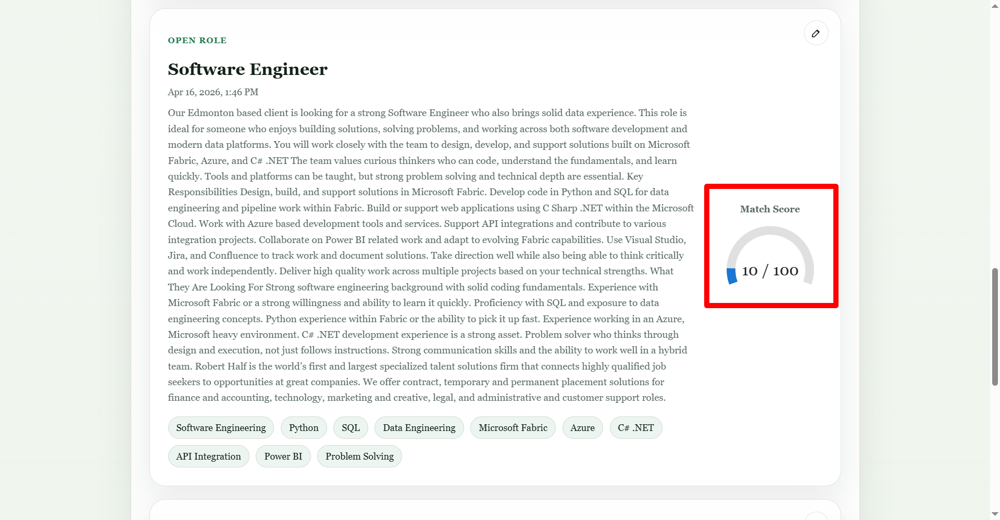 OPEN ROLE
Software Engineer
Apr 16, 2026, 1:46 PM
Our Edmonton based client is looking for a strong Software Engineer who also brings solid data experience. This role is
ideal for someone who enjoys building solutions, solving problems, and working across both software development and
modern data platforms. You will work closely with the team to design, develop, and support solutions built on Microsoft
Fabric, Azure, and C# .NET The team values curious thinkers who can code, understand the fundamentals, and learn
quickly. Tools and platforms can be taught, but strong problem solving and technical depth are essential. Key
Responsibilities Design, build, and support solutions in Microsoft Fabric. Develop code in Python and SQL for data
engineering and pipeline work within Fabric. Build or support web applications using C Sharp .NET within the Microsoft
Cloud. Work with Azure based development tools and services. Support API integrations and contribute to various
integration projects. Collaborate on Power BI related work and adapt to evolving Fabric capabilities. Use Visual Studio,
Jira, and Confluence to track work and document solutions. Take direction well while also being able to think critically
and work independently. Deliver high quality work across multiple projects based on your technical strengths. What
They Are Looking For Strong software engineering background with solid coding fundamentals. Experience with
Microsoft Fabric or a strong willingness and ability to learn it quickly. Proficiency with SQL and exposure to data
engineering concepts. Python experience within Fabric or the ability to pick it up fast. Experience working in an Azure,
Microsoft heavy environment. C# .NET development experience is a strong asset. Problem solver who thinks through
design and execution, not just follows instructions. Strong communication skills and the ability to work well in a hybrid
team. Robert Half is the world’s first and largest specialized talent solutions firm that connects highly qualified job
seekers to opportunities at great companies. We offer contract, temporary and permanent placement solutions for
finance and accounting, technology, marketing and creative, legal, and administrative and customer support roles.
Match Score
10 / 100
Software Engineering Python SQL Data Engineering Microsoft Fabric Azure C# .NET
API Integration Power BI Problem Solving